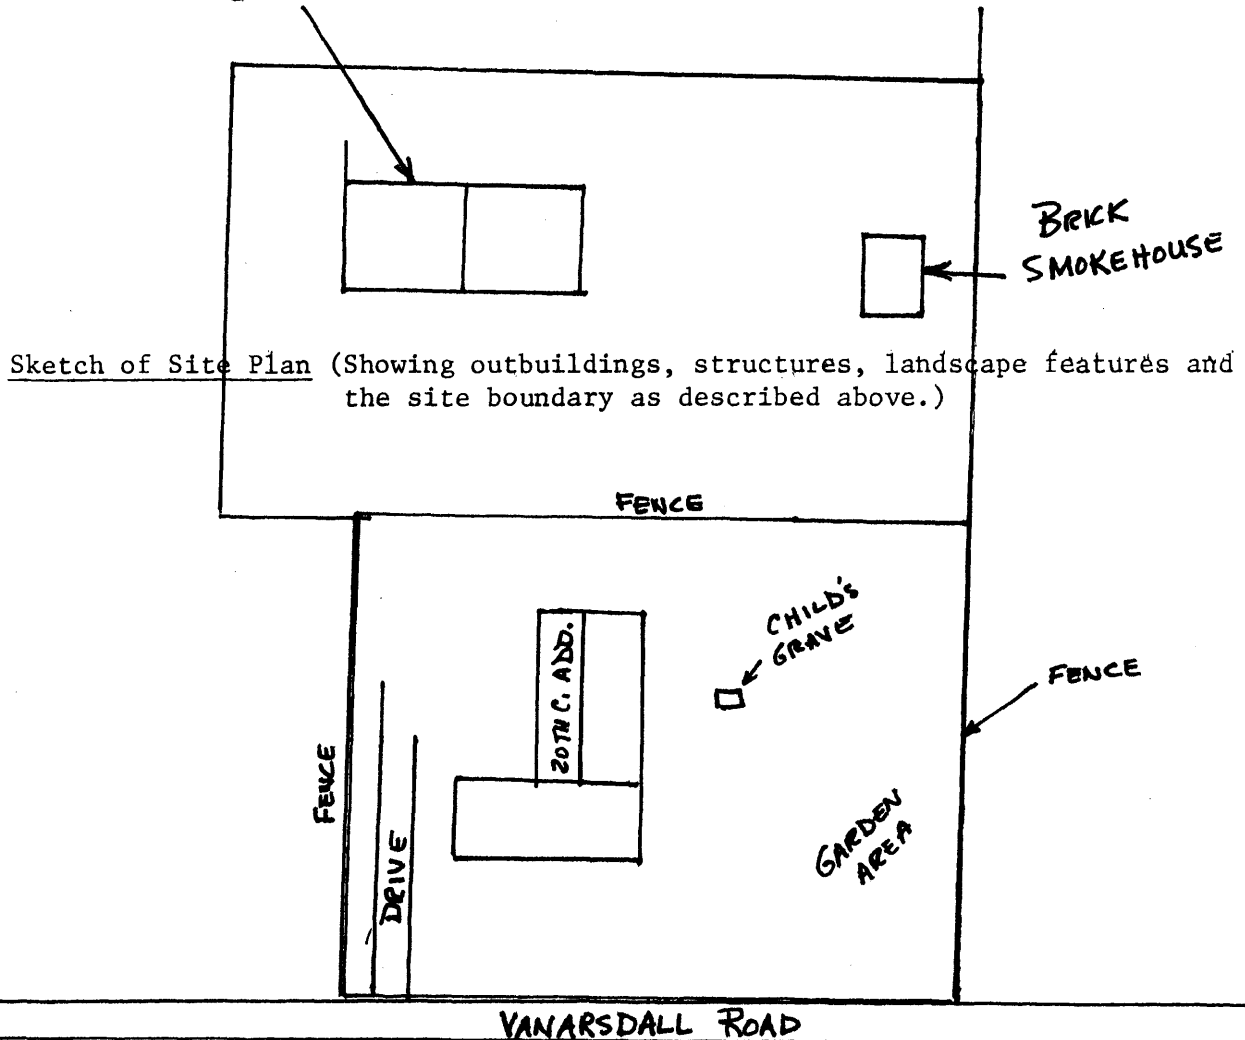 BRICK
SMOKEHOUSE
Sketch of Site Plan (Showing outbuildings, structures, landscape features and
the site boundary as described above.)
FENCE
CHILD'S
GRAVE
20TH C. ADD.
FENCE
FENCE
DRIVE
GARDEN
AREA
VANARSDALL ROAD